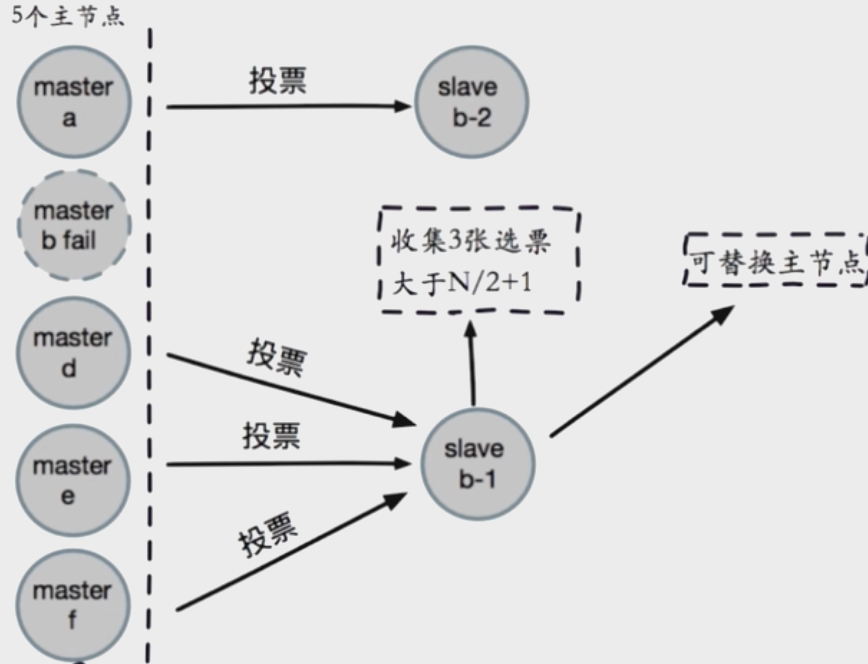 5个主节点
master
a
投票
slave
b-2
master
b fail
收集3张选票
大于N/2+1
可替换主节点
master
d
投票
master
e
投票
slave
b-1
master
f
投票